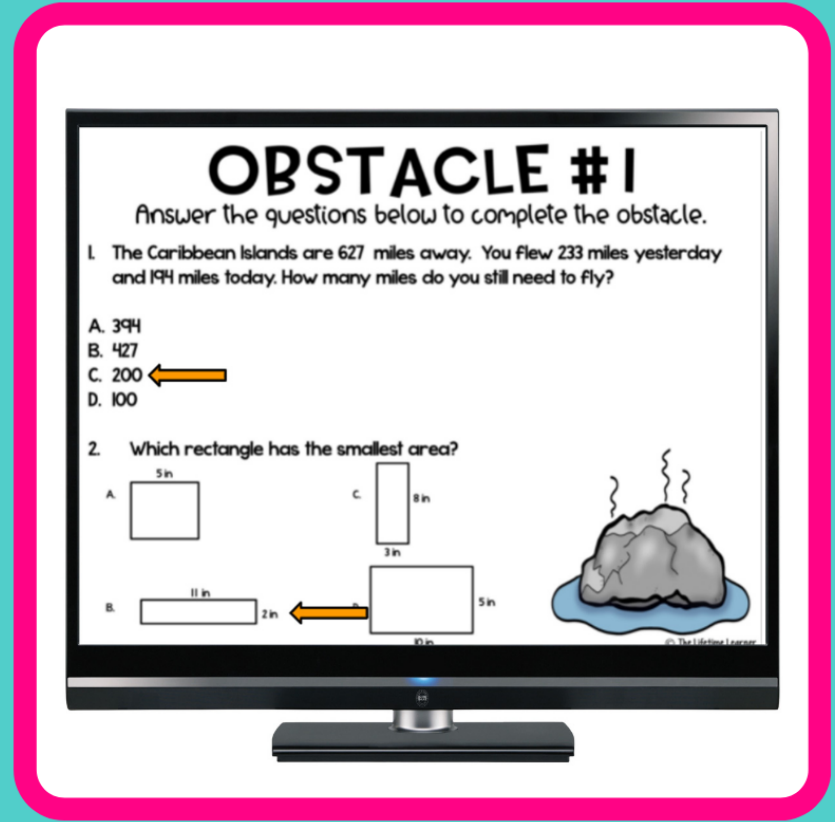 OBSTACLE #1
Answer the questions below to complete the obstacle.
1. The Caribbean Islands are 627 miles away. You flew 233 miles yesterday
and 194 miles today. How many miles do you still need to fly?
A. 394
B. 427
C. 200
D. 100
2. Which rectangle has the smallest area?
5 in
A.
C.
8 in
3 in
11 in
B.
2 in
5 in
10 in
© The Lifetime Learner